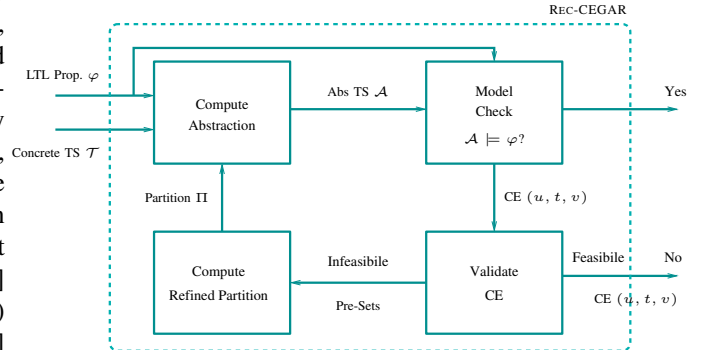 REC-CEGAR
LTL Prop. φ
Concrete TS 𝒯
Compute
Abstraction
Abs TS 𝒜
Model
Check
𝒜 ⊨ φ?
Yes
Partition Π
CE (u, t, v)
Compute
Refined Partition
Infeasibile
Pre-Sets
Validate
CE
Feasibile
No
CE (u, t, v)